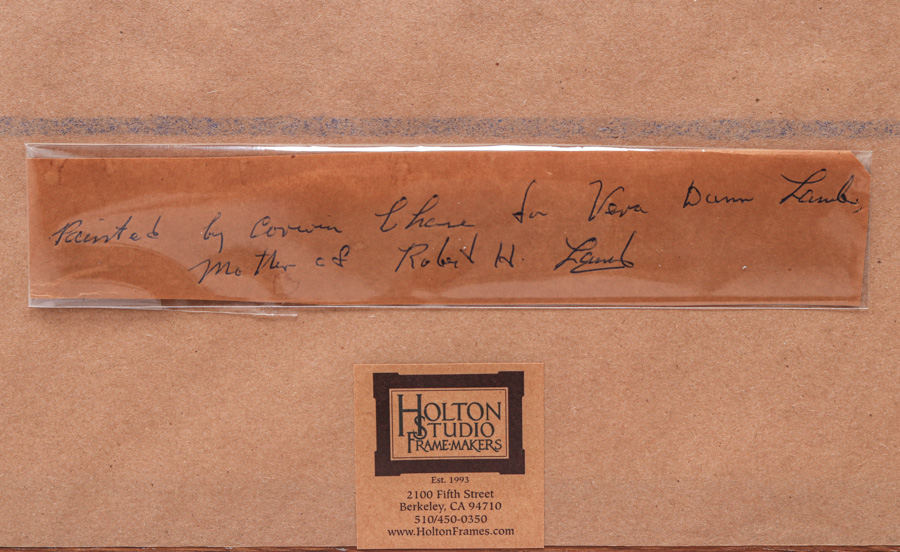 Painted by Corwin Chase for Vera Dunn Lamb,
Mother of Robert H. Lamb
HOLTON
STUDIO
FRAME·MAKERS
Est. 1993
2100 Fifth Street
Berkeley, CA 94710
510/450-0350
www.HoltonFrames.com